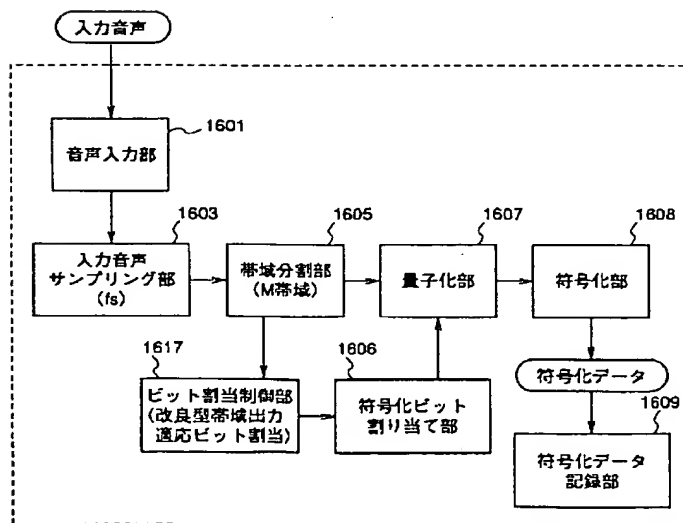 入力音声
1601
音声入力部
1603
入力音声
サンプリング部
(fs)
1605
帯域分割部
(M帯域)
1607
量子化部
1608
符号化部
1617
ビット割当制御部
(改良型帯域出力
適応ビット割当)
1606
符号化ビット
割り当て部
符号化データ
1609
符号化データ
記録部